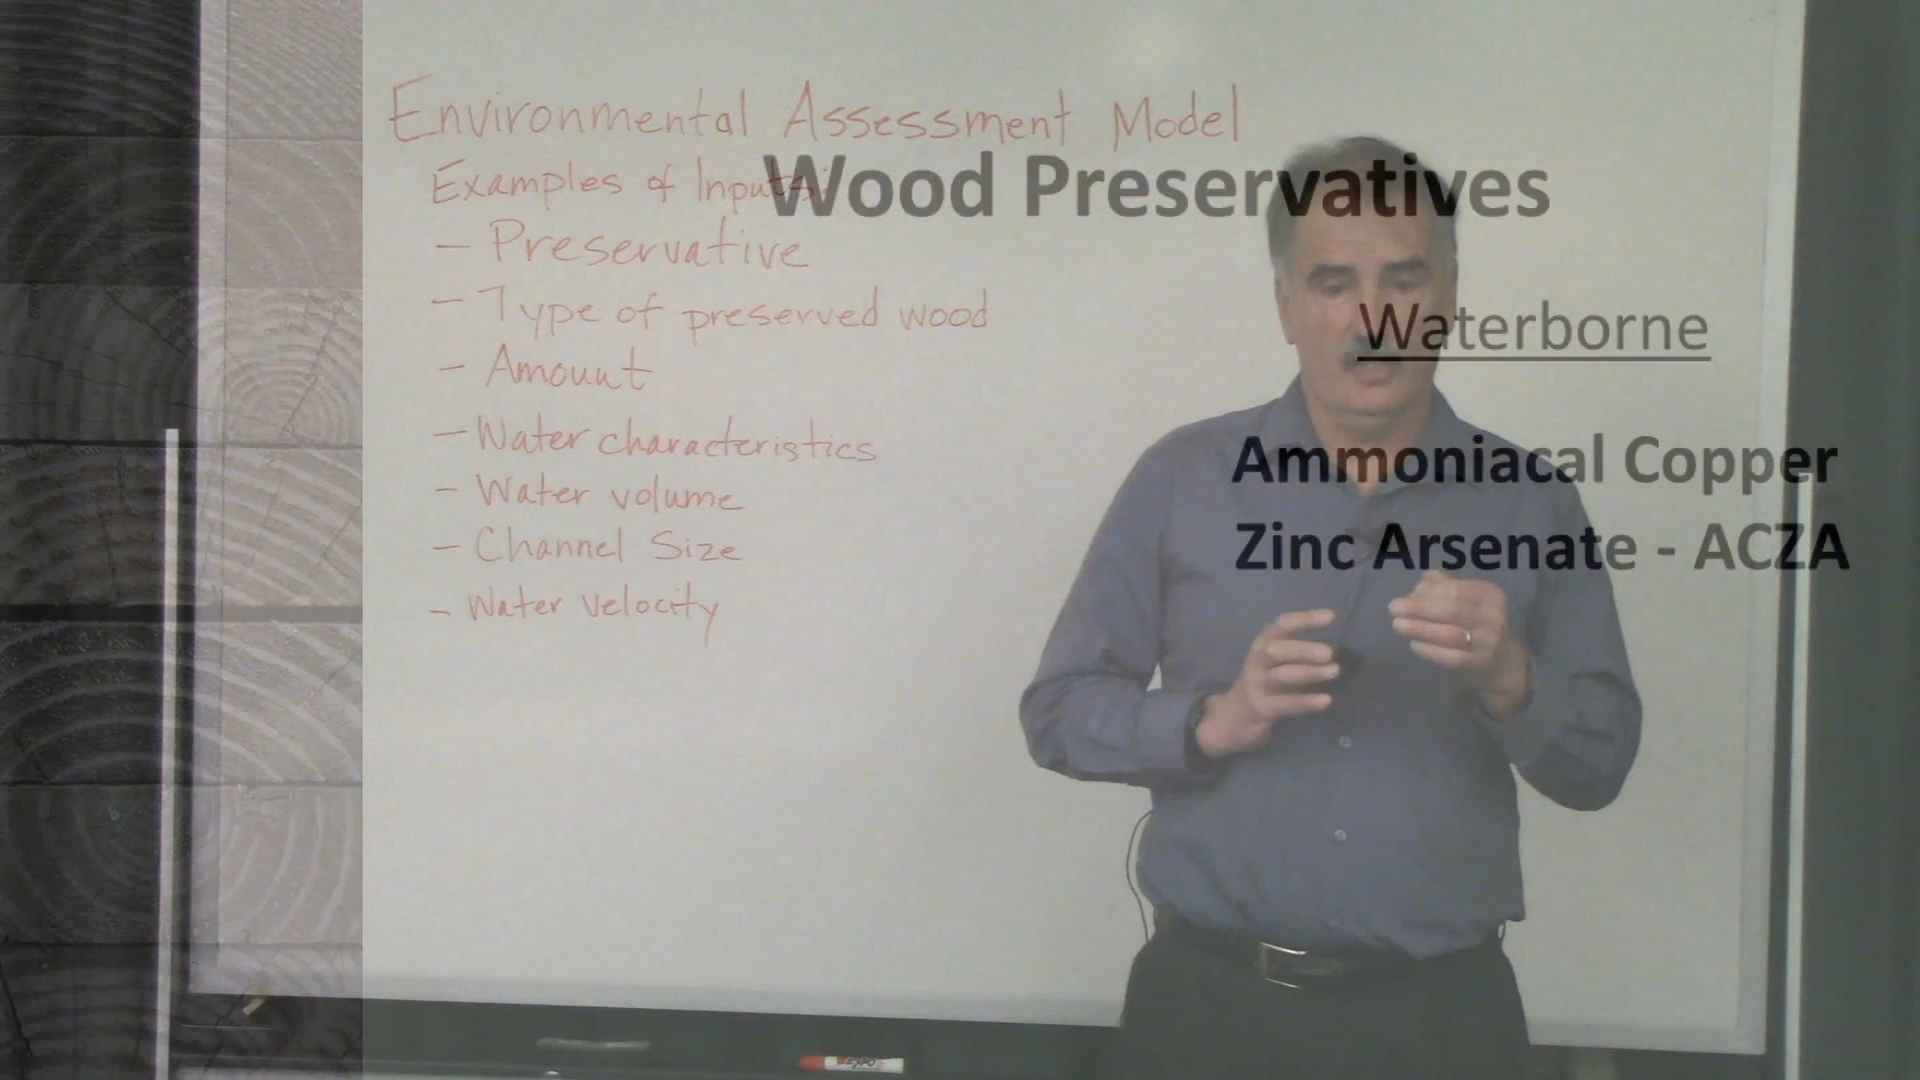 Environmental Assessment Model
Examples of Inputs:
- Preservative
- Type of preserved wood
- Amount
- Water characteristics
- Water volume
- Channel Size
- Water velocity
Wood Preservatives
Waterborne
Ammoniacal Copper
Zinc Arsenate - ACZA
EXPO